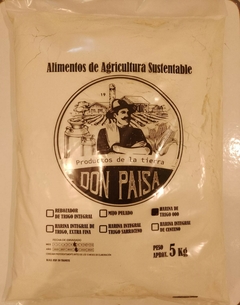 Alimentos de Agricultura Sustentable
Productos de la tierra
DON PAISA
REBOZADOR
DE TRIGO INTEGRAL
MIJO PELADO
HARINA DE
TRIGO 000
HARINA INTEGRAL DE
TRIGO, EXTRA FINA
HARINA INTEGRAL
TRIGO SARRACENO
HARINA INTEGRAL
DE CENTENO
PESO
APROX. 5 Kg